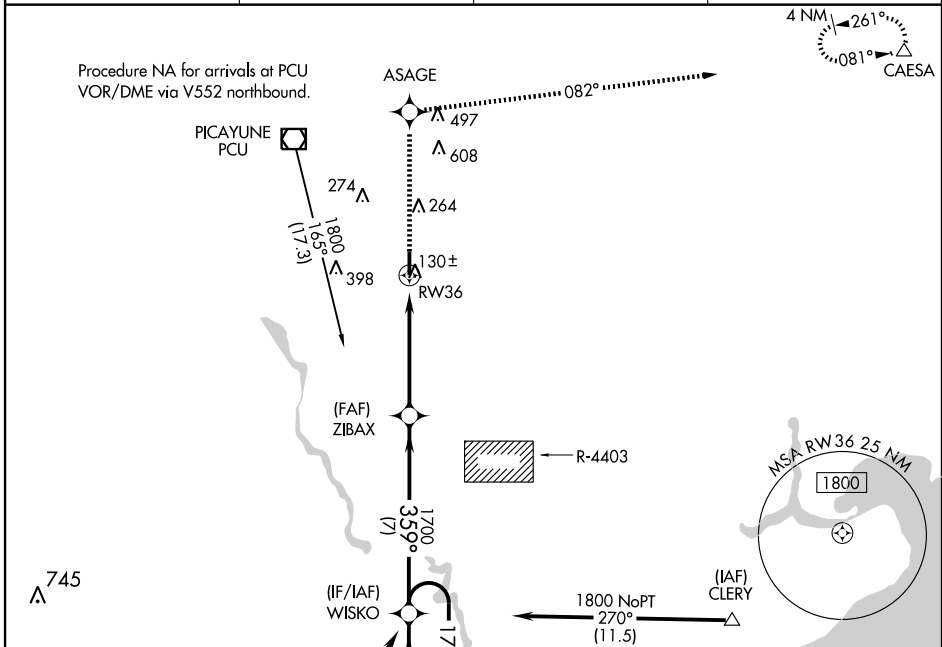 4 NM
261°
081°
CAESA
Procedure NA for arrivals at PCU
VOR/DME via V552 northbound.
ASAGE
082°
497
PICAYUNE
PCU
608
274
264
1800
165°
(17.3)
398
130±
RW36
(FAF)
ZIBAX
R-4403
MSA RW36 25 NM
1800
1700
359°
(7)
745
(IF/IAF)
WISKO
17
1800 NoPT
270°
(11.5)
(IAF)
CLERY